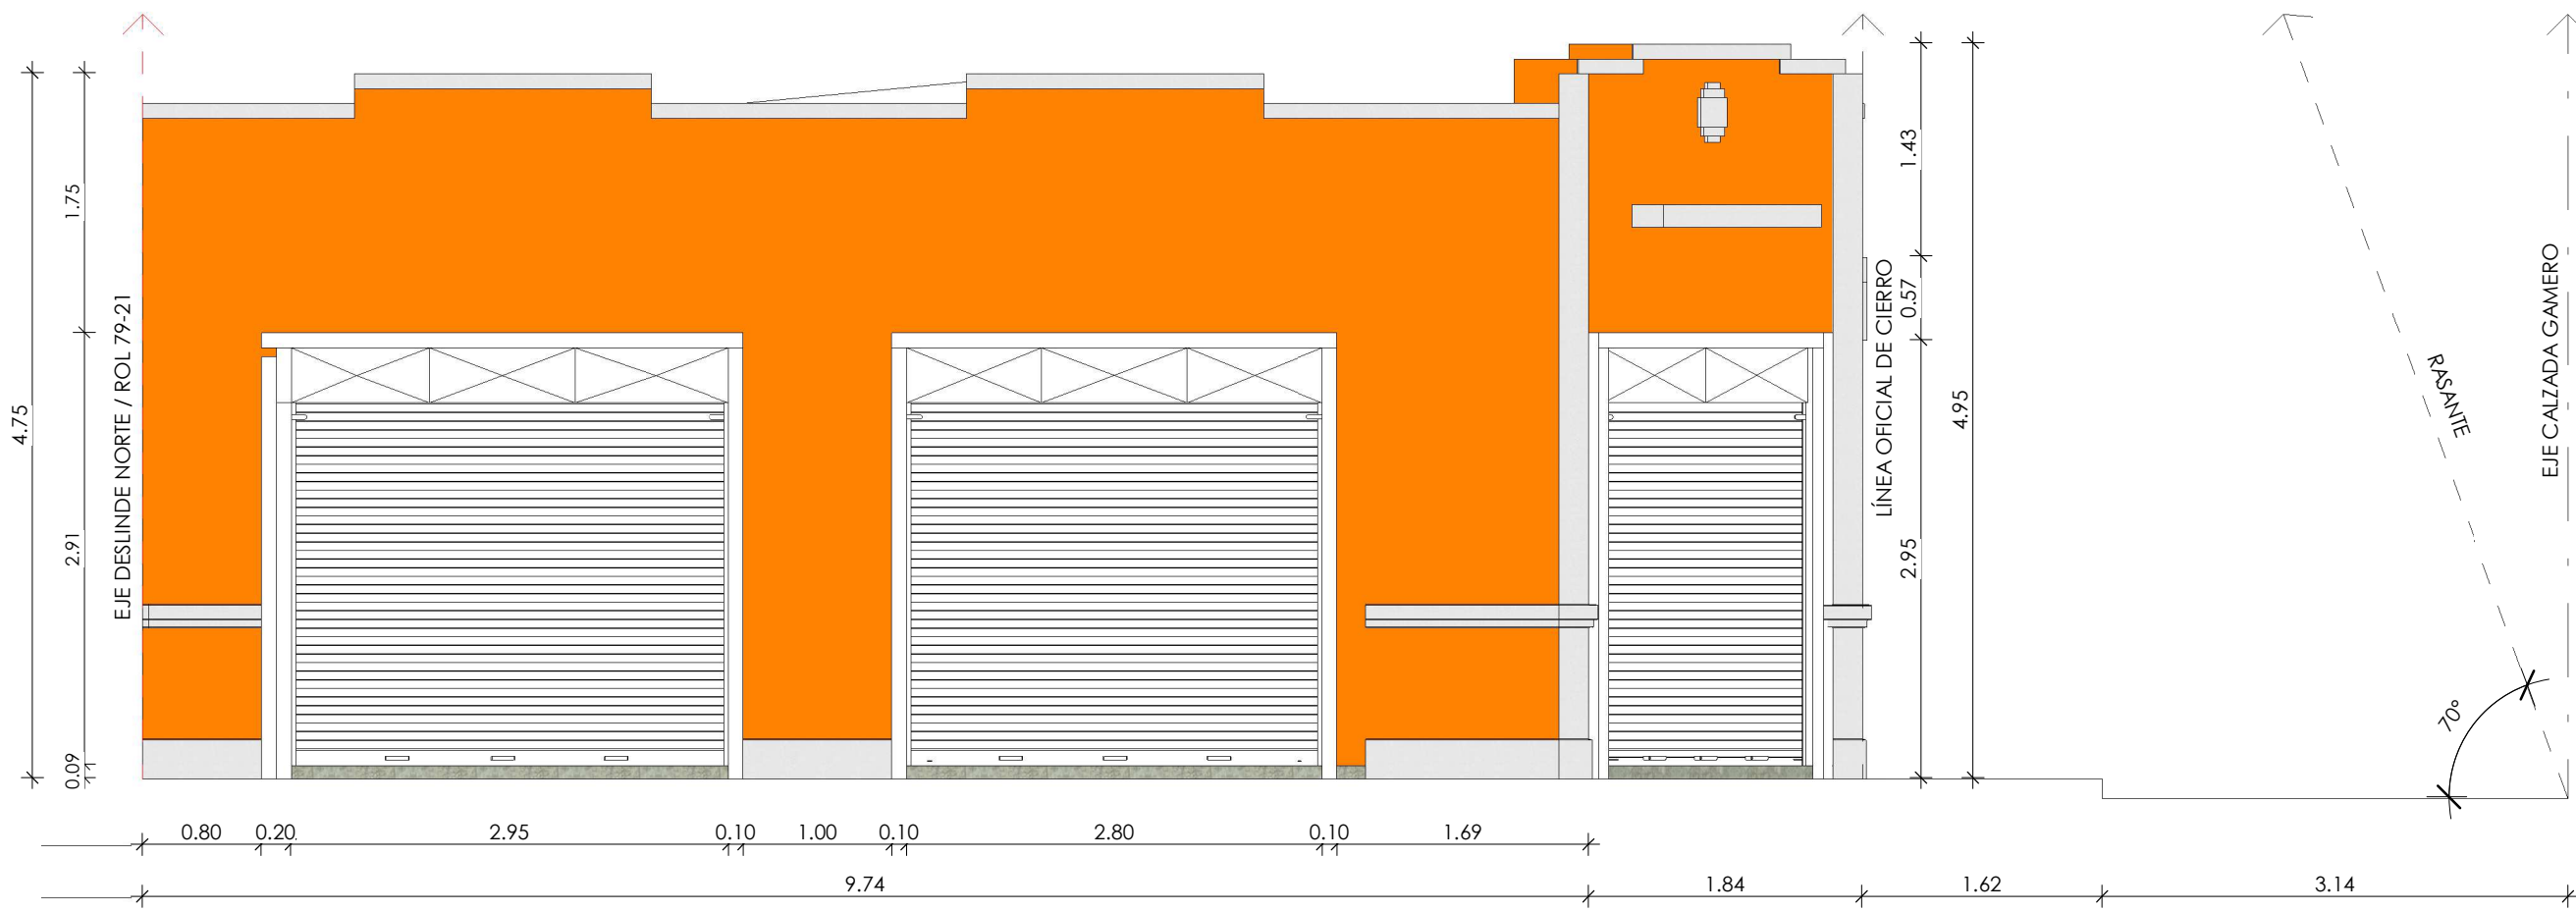 4.75
1.75
2.91
0.09
EJE DESLINDE NORTE / ROL 79-21
LÍNEA OFICIAL DE CIERRO
1.43
0.57
2.95
4.95
RASANTE
70°
EJE CALZADA GAMERO
0.80 0.20 2.95 0.10 1.00 0.10 2.80 0.10 1.69
9.74 1.84 1.62 3.14